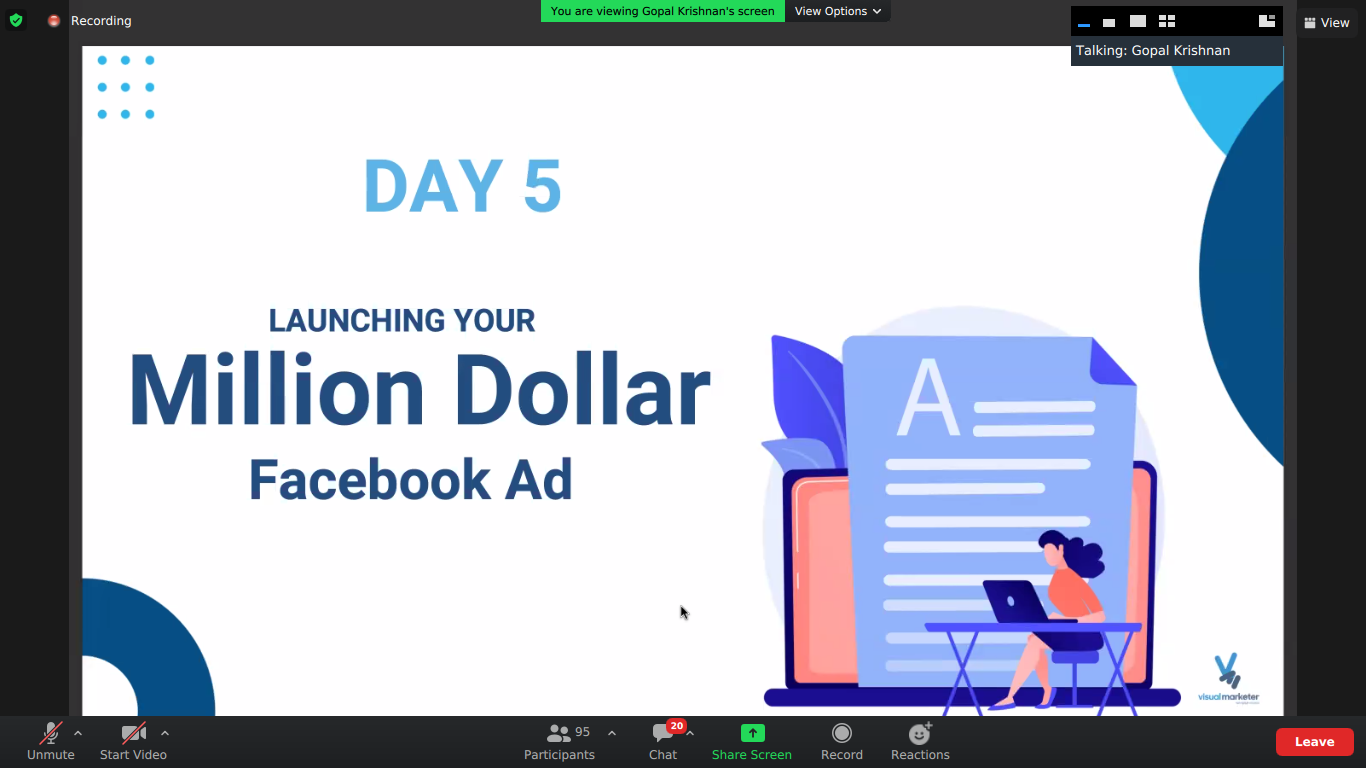 Recording
You are viewing Gopal Krishnan's screen
View Options
View
Talking: Gopal Krishnan
DAY 5
LAUNCHING YOUR
Million Dollar
Facebook Ad
A
visualmarketer
Unmute
Start Video
95
Participants
20
Chat
Share Screen
Record
Reactions
Leave